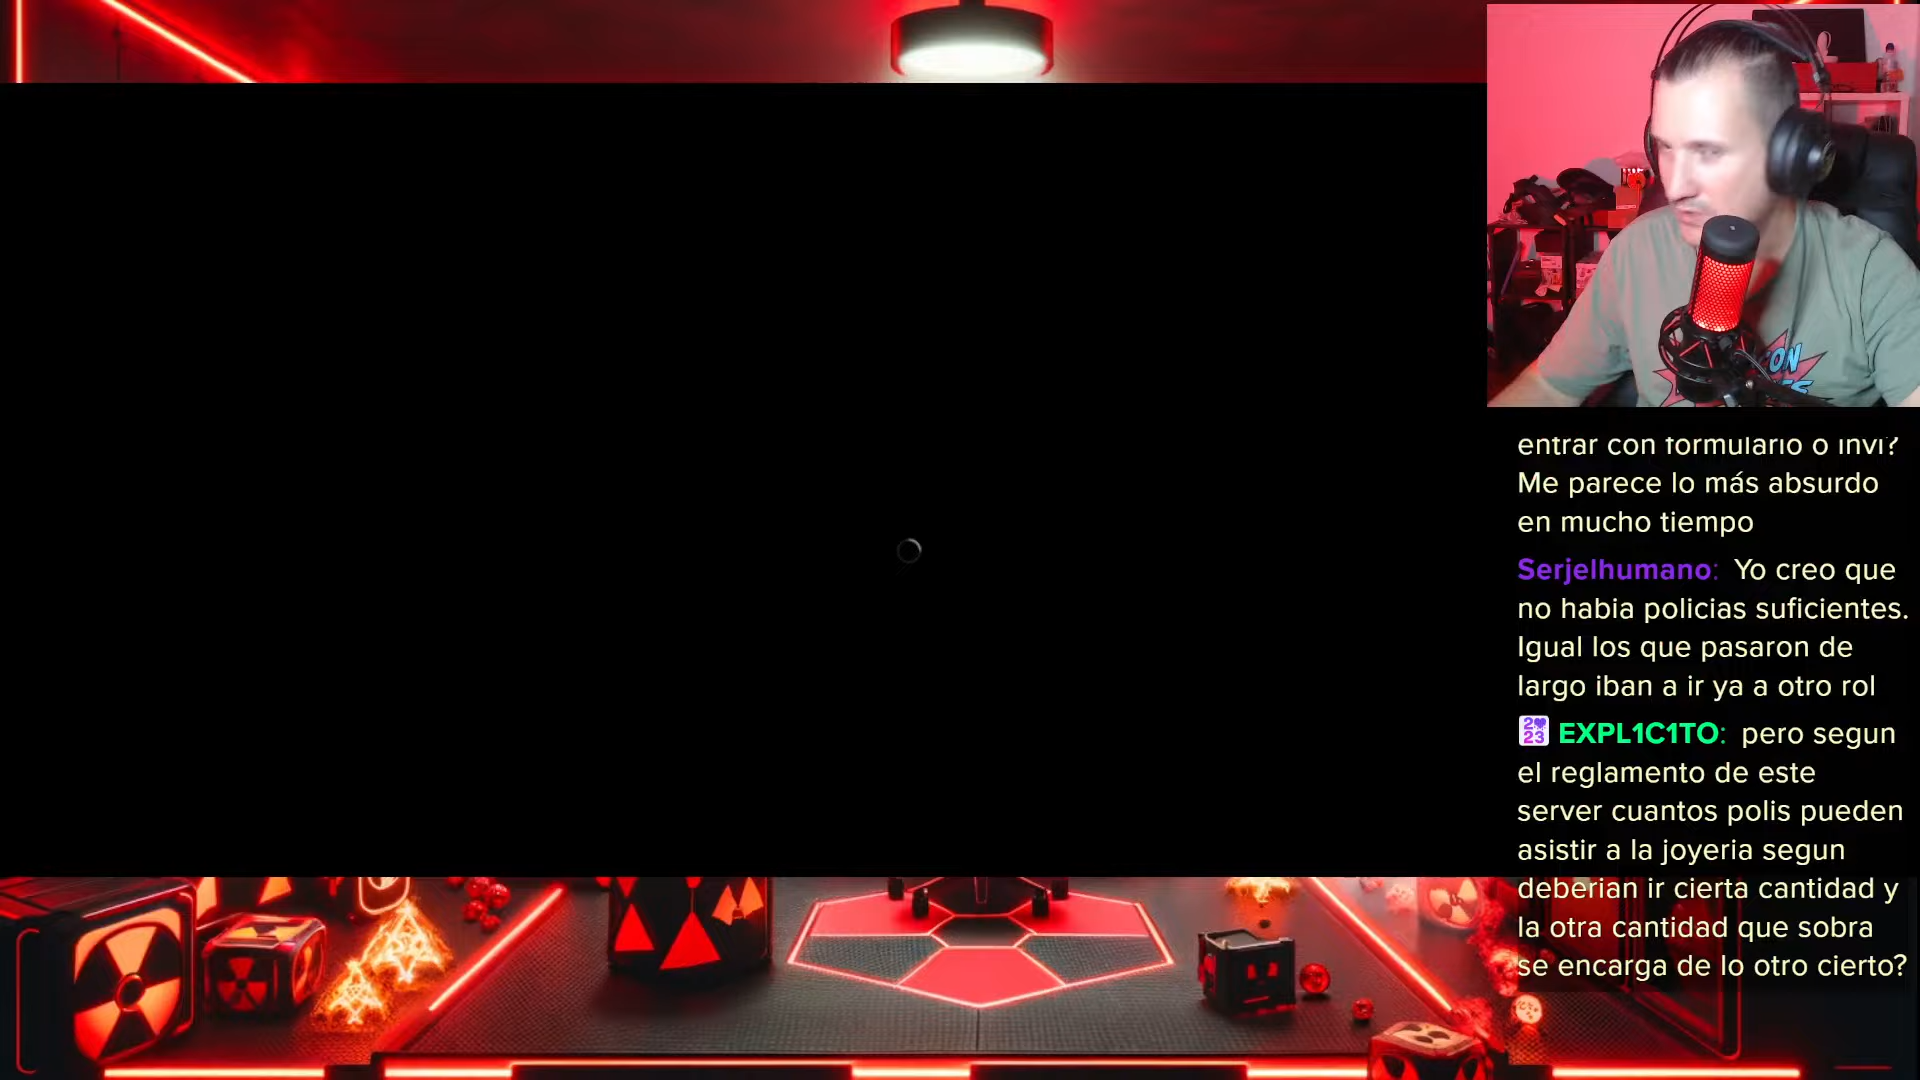 entrar con formulario o invi?
Me parece lo más absurdo
en mucho tiempo
Serjelhumano: Yo creo que
no habia policias suficientes.
Igual los que pasaron de
largo iban a ir ya a otro rol
2023 EXPL1C1TO: pero segun
el reglamento de este
server cuantos polis pueden
asistir a la joyeria segun
deberian ir cierta cantidad y
la otra cantidad que sobra
se encarga de lo otro cierto?